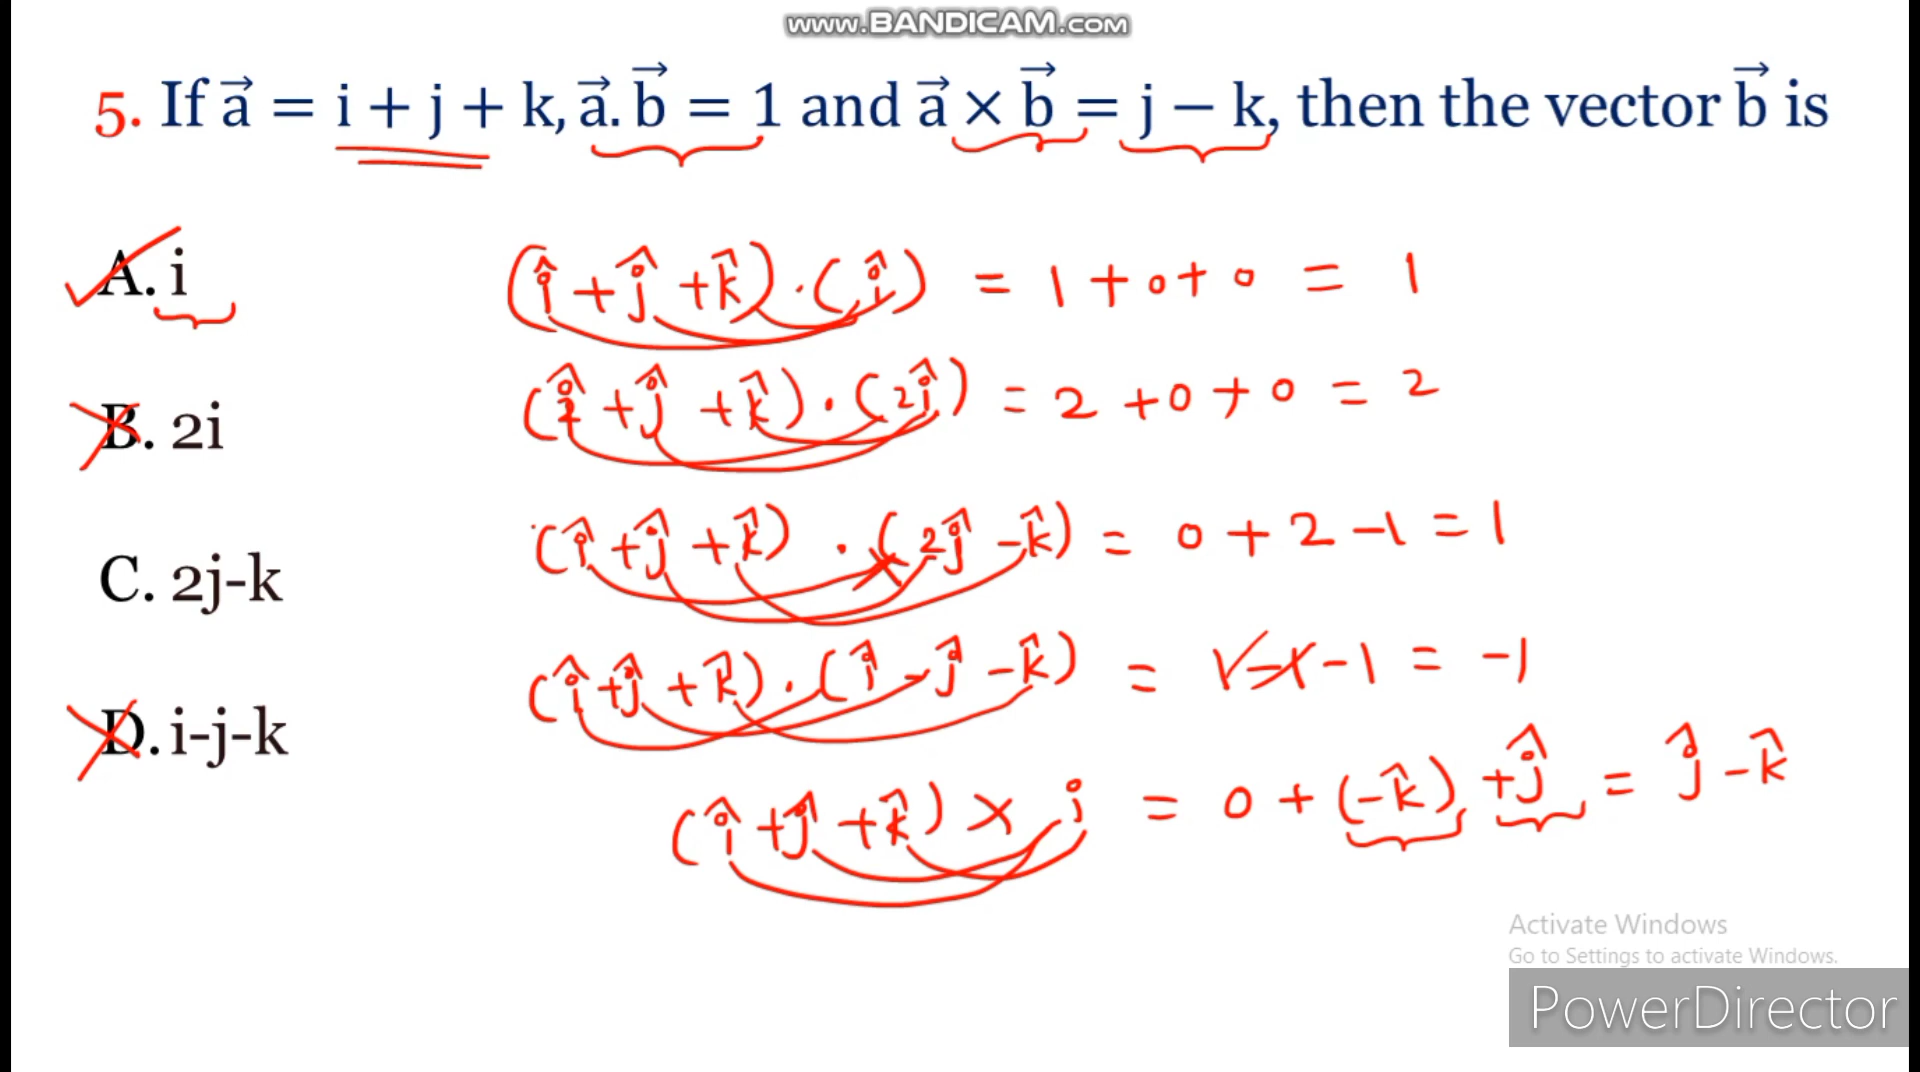 www.BANDICAM.com
5. If a⃗ = i + j + k, a⃗. b⃗ = 1 and a⃗ × b⃗ = j − k, then the vector b⃗ is
A. i
(î + ĵ + k̂) · (î) = 1 + 0 + 0 = 1
B. 2i
(î + ĵ + k̂) · (2î) = 2 + 0 + 0 = 2
C. 2j-k
(î + ĵ + k̂) · (2ĵ − k̂) = 0 + 2 − 1 = 1
D. i-j-k
(î + ĵ + k̂) · (î − ĵ − k̂) = 1 − 1 − 1 = −1
(î + ĵ + k̂) × i = 0 + (−k̂) + ĵ = ĵ − k̂
Activate Windows
Go to Settings to activate Windows.
PowerDirector